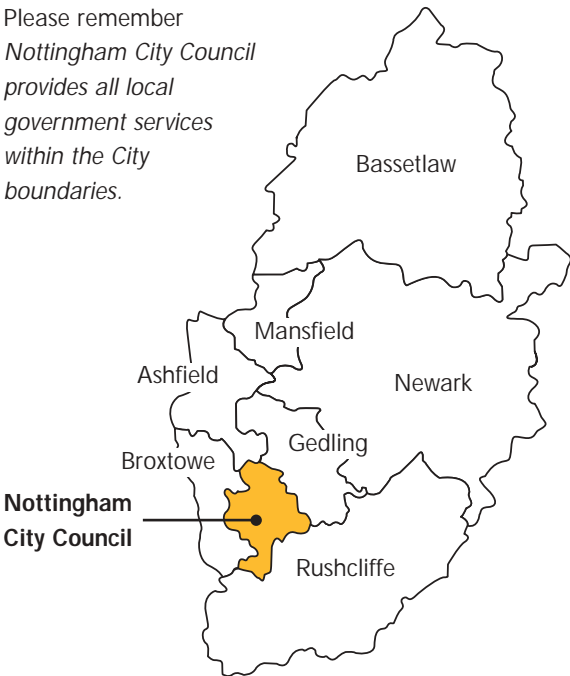 Please remember
Nottingham City Council
provides all local
government services
within the City
boundaries.
Bassetlaw
Mansfield
Ashfield
Newark
Gedling
Broxtowe
Nottingham
City Council
Rushcliffe